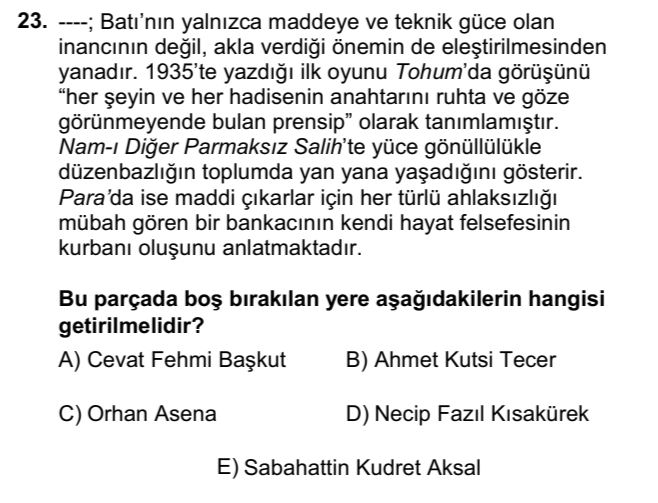 23. ----; Batı’nın yalnızca maddeye ve teknik güce olan
inancının değil, akla verdiği önemin de eleştirilmesinden
yanadır. 1935’te yazdığı ilk oyunu Tohum’da görüşünü
“her şeyin ve her hadisenin anahtarını ruhta ve göze
görünmeyende bulan prensip” olarak tanımlamıştır.
Nam-ı Diğer Parmaksız Salih’te yüce gönüllülükle
düzenbazlığın toplumda yan yana yaşadığını gösterir.
Para’da ise maddi çıkarlar için her türlü ahlaksızlığı
mübah gören bir bankacının kendi hayat felsefesinin
kurbanı oluşunu anlatmaktadır.
Bu parçada boş bırakılan yere aşağıdakilerin hangisi
getirilmelidir?
A) Cevat Fehmi Başkut B) Ahmet Kutsi Tecer
C) Orhan Asena D) Necip Fazıl Kısakürek
E) Sabahattin Kudret Aksal